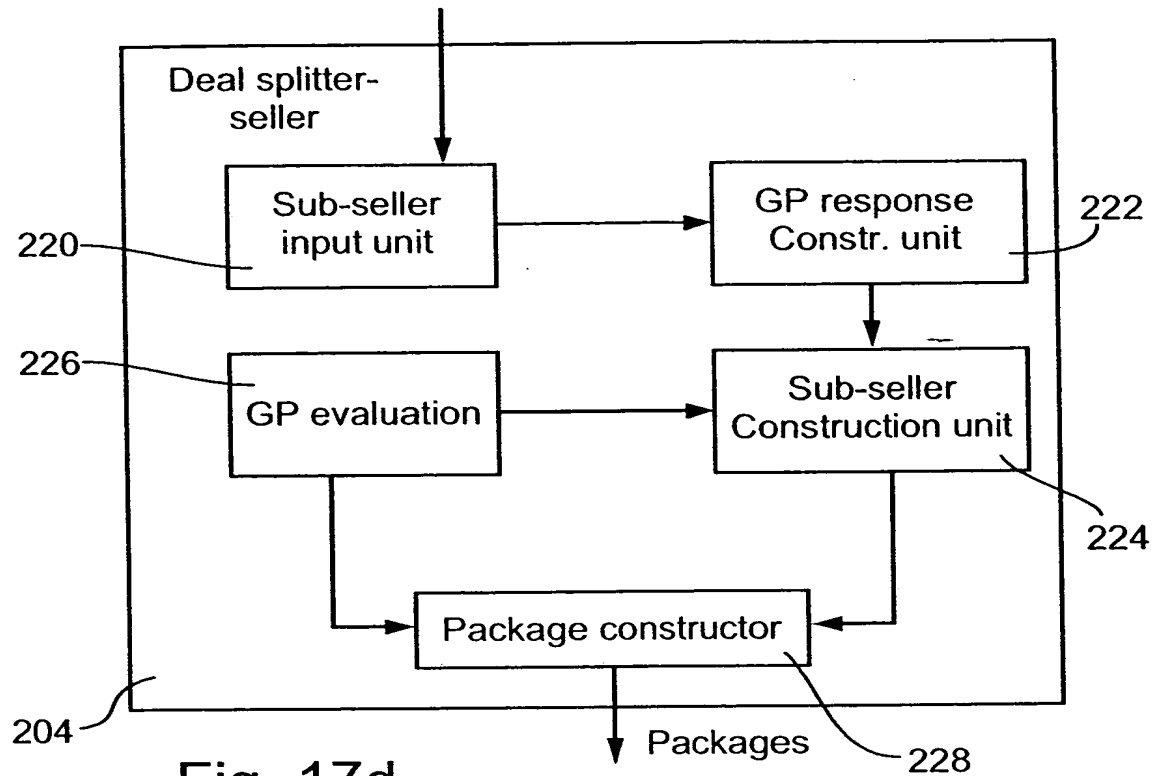 Deal splitter-
seller
Sub-seller
input unit
GP response
Constr. unit
222
220
226
GP evaluation
Sub-seller
Construction unit
224
Package constructor
204
Packages
228
Fig. 17d